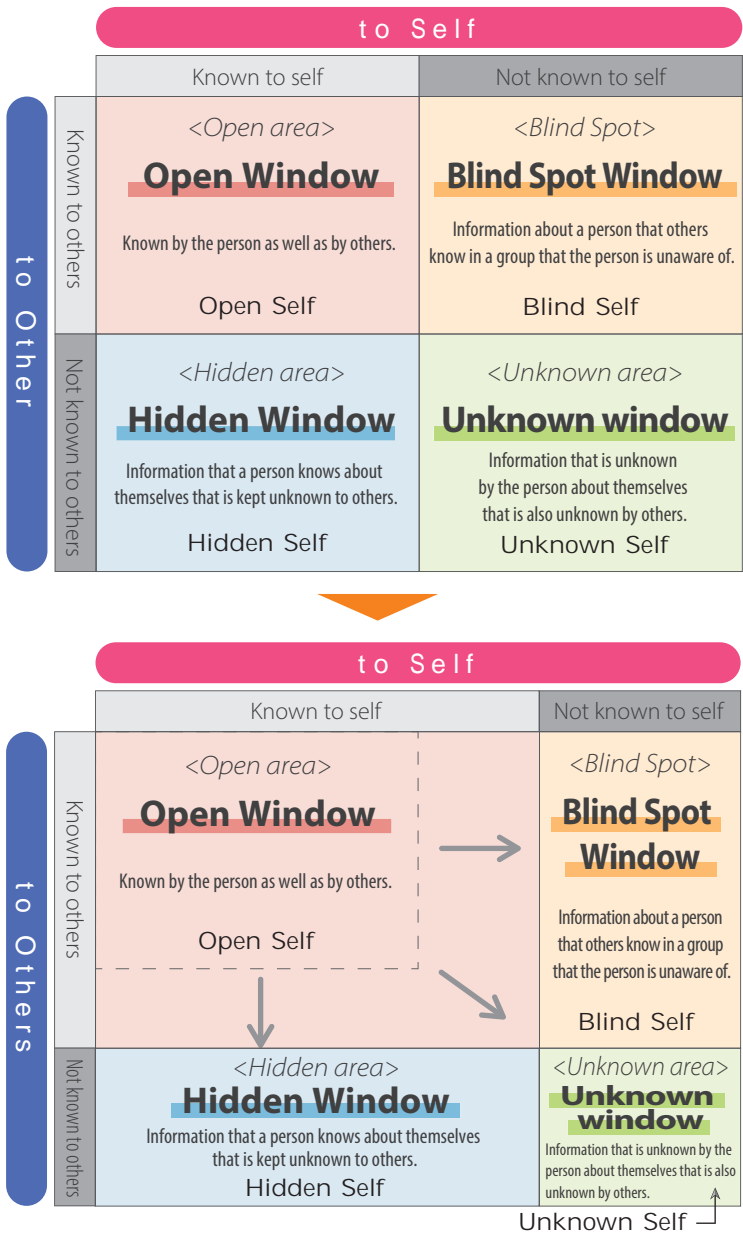 to Self
Known to self
Not known to self
to Other
Known to others
<Open area>
Open Window
Known by the person as well as by others.
Open Self
<Blind Spot>
Blind Spot Window
Information about a person that others
know in a group that the person is unaware of.
Blind Self
Not known to others
<Hidden area>
Hidden Window
Information that a person knows about
themselves that is kept unknown to others.
Hidden Self
<Unknown area>
Unknown window
Information that is unknown
by the person about themselves
that is also unknown by others.
Unknown Self
to Self
Known to self
Not known to self
to Others
Known to others
<Open area>
Open Window
Known by the person as well as by others.
Open Self
<Blind Spot>
Blind Spot
Window
Information about a person
that others know in a group
that the person is unaware of.
Blind Self
Not known to others
<Hidden area>
Hidden Window
Information that a person knows about themselves
that is kept unknown to others.
Hidden Self
<Unknown area>
Unknown
window
Information that is unknown by the
person about themselves that is also
unknown by others.
Unknown Self